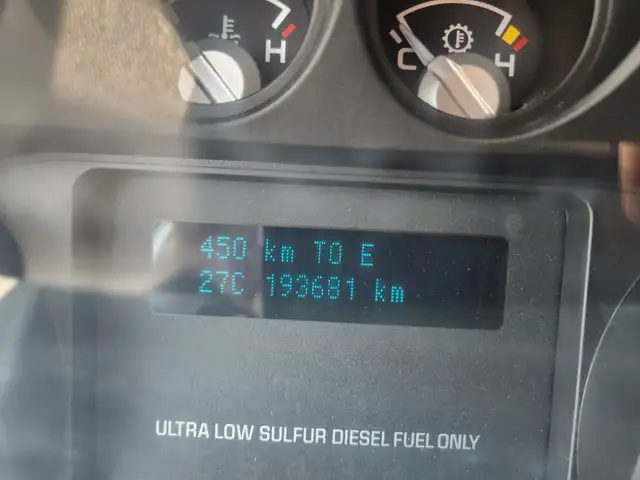 H
C H
450 km TO E
27C 193681 km
ULTRA LOW SULFUR DIESEL FUEL ONLY